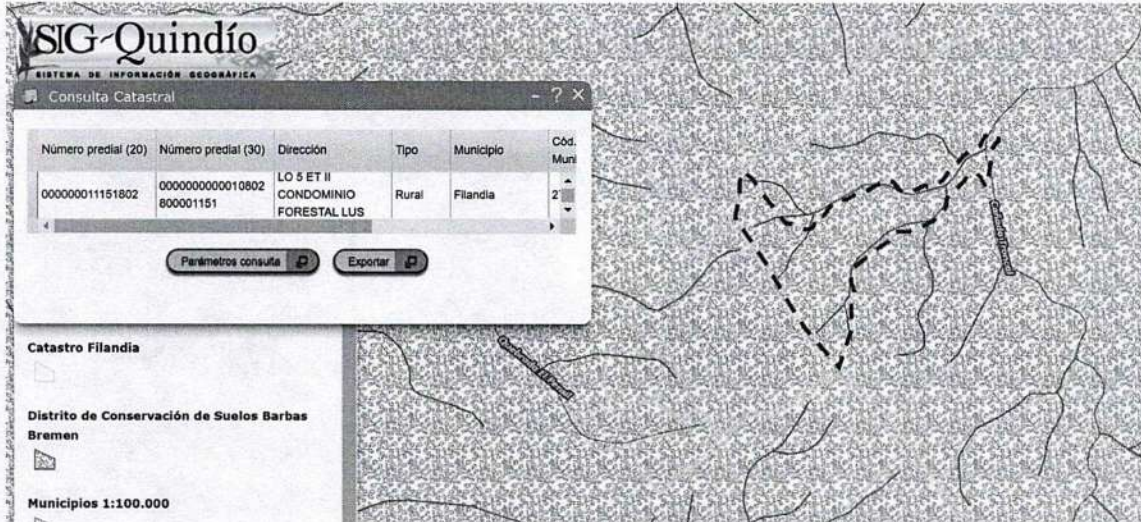 SIG-Quindío
SISTEMA DE INFORMACIÓN GEOGRÁFICA
Consulta Catastral
Número predial (20) Número predial (30) Dirección Tipo Municipio Cód. Muni
000000011151802 0000000000010802 800001151 LO 5 ET II CONDOMINIO FORESTAL LUS Rural Filandia 2
Parámetros consulta Exportar
Catastro Filandia
Distrito de Conservación de Suelos Barbas
Bremen
Municipios 1:100.000